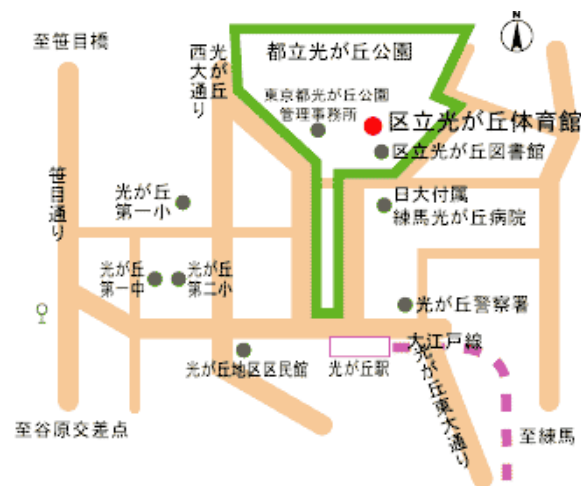 N
至笹目橋
西大通り
光が丘
都立光が丘公園
東京都光が丘公園
管理事務所
区立光が丘体育館
区立光が丘図書館
笹目通り
光が丘
第一小
日大付属
練馬光が丘病院
光が丘
第一中
光が丘
第二小
光が丘警察署
大江戸線
光が丘地区区民館
光が丘駅
光が丘東大通り
至谷原交差点
至練馬